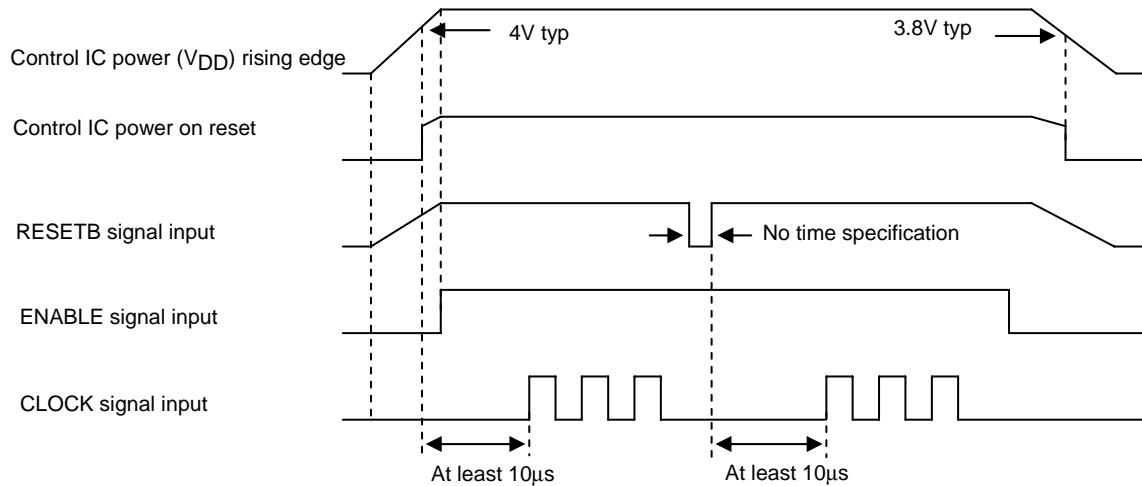 4V typ
3.8V typ
Control IC power (VDD) rising edge
Control IC power on reset
RESETB signal input
No time specification
ENABLE signal input
CLOCK signal input
At least 10μs
At least 10μs